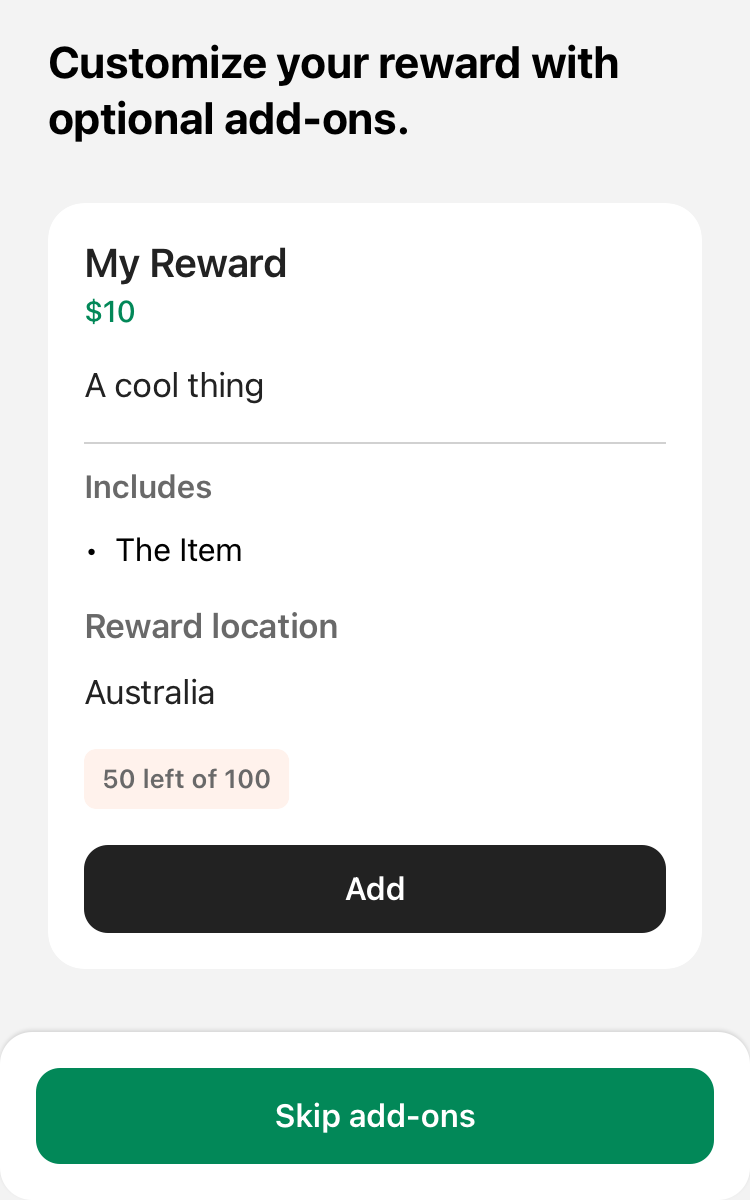 Customize your reward with
optional add-ons.
My Reward
$10
A cool thing
Includes
• The Item
Reward location
Australia
50 left of 100
Add
Skip add-ons